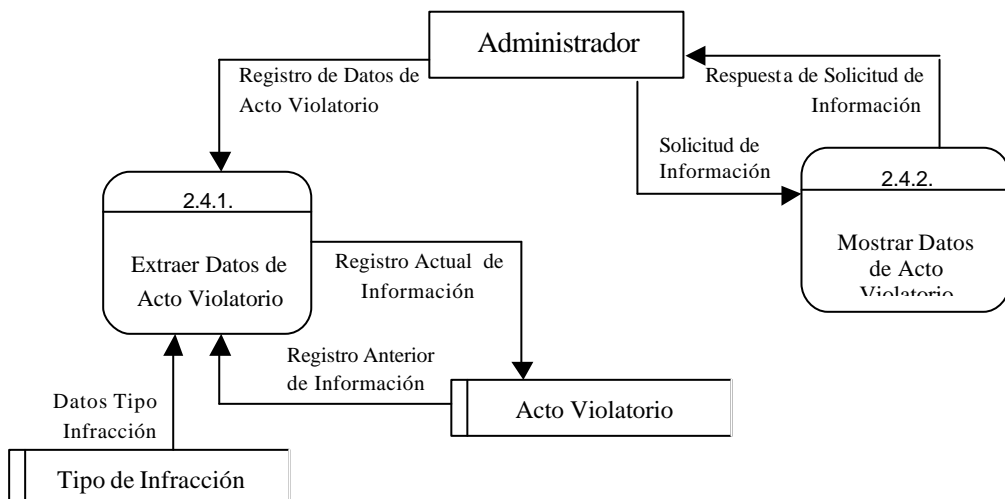 Administrador
Registro de Datos de
Acto Violatorio
Respuesta de Solicitud de
Información
Solicitud de
Información
2.4.1.
Extraer Datos de
Acto Violatorio
2.4.2.
Mostrar Datos
de Acto
Violatorio
Registro Actual de
Información
Registro Anterior
de Información
Datos Tipo
Infracción
Acto Violatorio
Tipo de Infracción